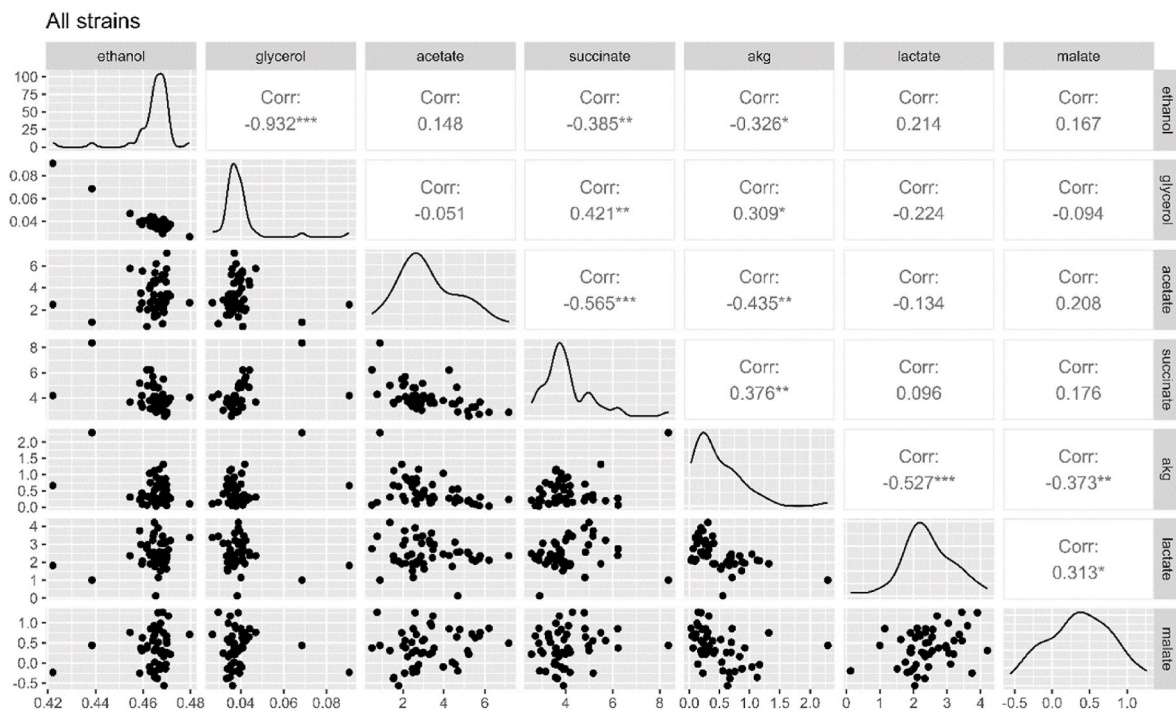 All strains
ethanol glycerol acetate succinate akg lactate malate
100
75
50
25
0
Corr: Corr: Corr: Corr: Corr: Corr:
-0.932*** 0.148 -0.385** -0.326* 0.214 0.167
ethanol
0.08
0.06
0.04
Corr: Corr: Corr: Corr: Corr:
-0.051 0.421** 0.309* -0.224 -0.094
glycerol
6
4
2
Corr: Corr: Corr: Corr:
-0.565*** -0.435** -0.134 0.208
acetate
8
6
4
Corr: Corr: Corr:
0.376** 0.096 0.176
succinate
2.0
1.5
1.0
0.5
0.0
Corr: Corr:
-0.527*** -0.373**
akg
4
3
2
1
0
Corr:
0.313*
lactate
1.0
0.5
0.0
-0.5
malate
0.42 0.44 0.46 0.48 0.04 0.06 0.08 2 4 6 4 6 8 0.0 0.5 1.0 1.5 2.0 0 1 2 3 4 -0.5 0.0 0.5 1.0